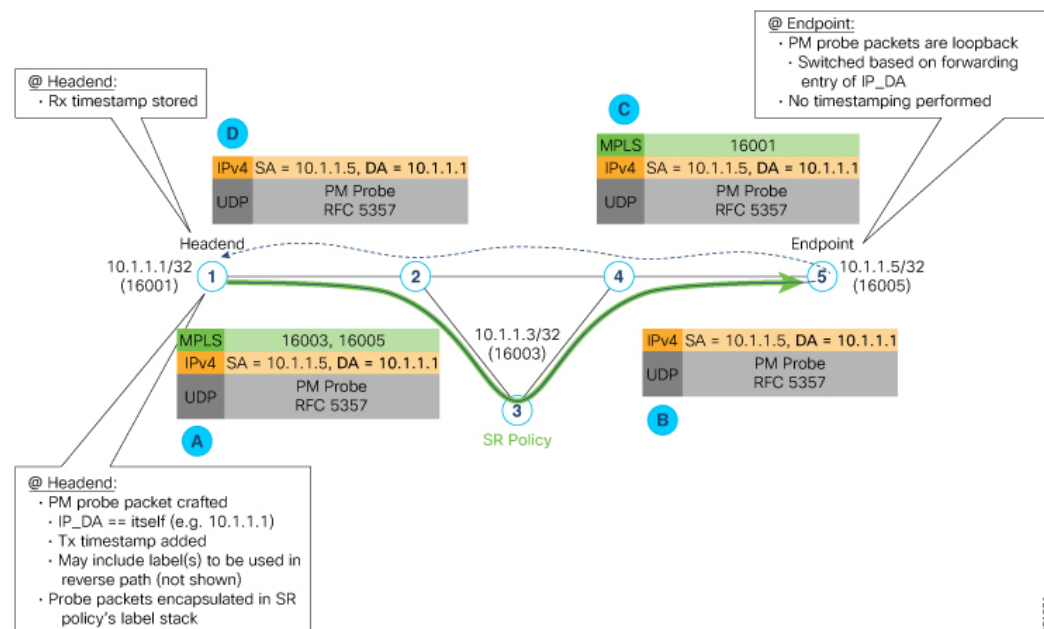 @ Endpoint:
· PM probe packets are loopback
· Switched based on forwarding
entry of IP_DA
· No timestamping performed
@ Headend:
· Rx timestamp stored
D
IPv4 SA = 10.1.1.5, DA = 10.1.1.1
UDP
PM Probe
RFC 5357
C
MPLS 16001
IPv4 SA = 10.1.1.5, DA = 10.1.1.1
UDP
PM Probe
RFC 5357
Headend
10.1.1.1/32
(16001)
1
2
4
5
Endpoint
10.1.1.5/32
(16005)
10.1.1.3/32
(16003)
3
SR Policy
MPLS 16003, 16005
IPv4 SA = 10.1.1.5, DA = 10.1.1.1
UDP
PM Probe
RFC 5357
A
IPv4 SA = 10.1.1.5, DA = 10.1.1.1
UDP
PM Probe
RFC 5357
B
@ Headend:
· PM probe packet crafted
· IP_DA == itself (e.g. 10.1.1.1)
· Tx timestamp added
· May include label(s) to be used in
reverse path (not shown)
· Probe packets encapsulated in SR
policy's label stack